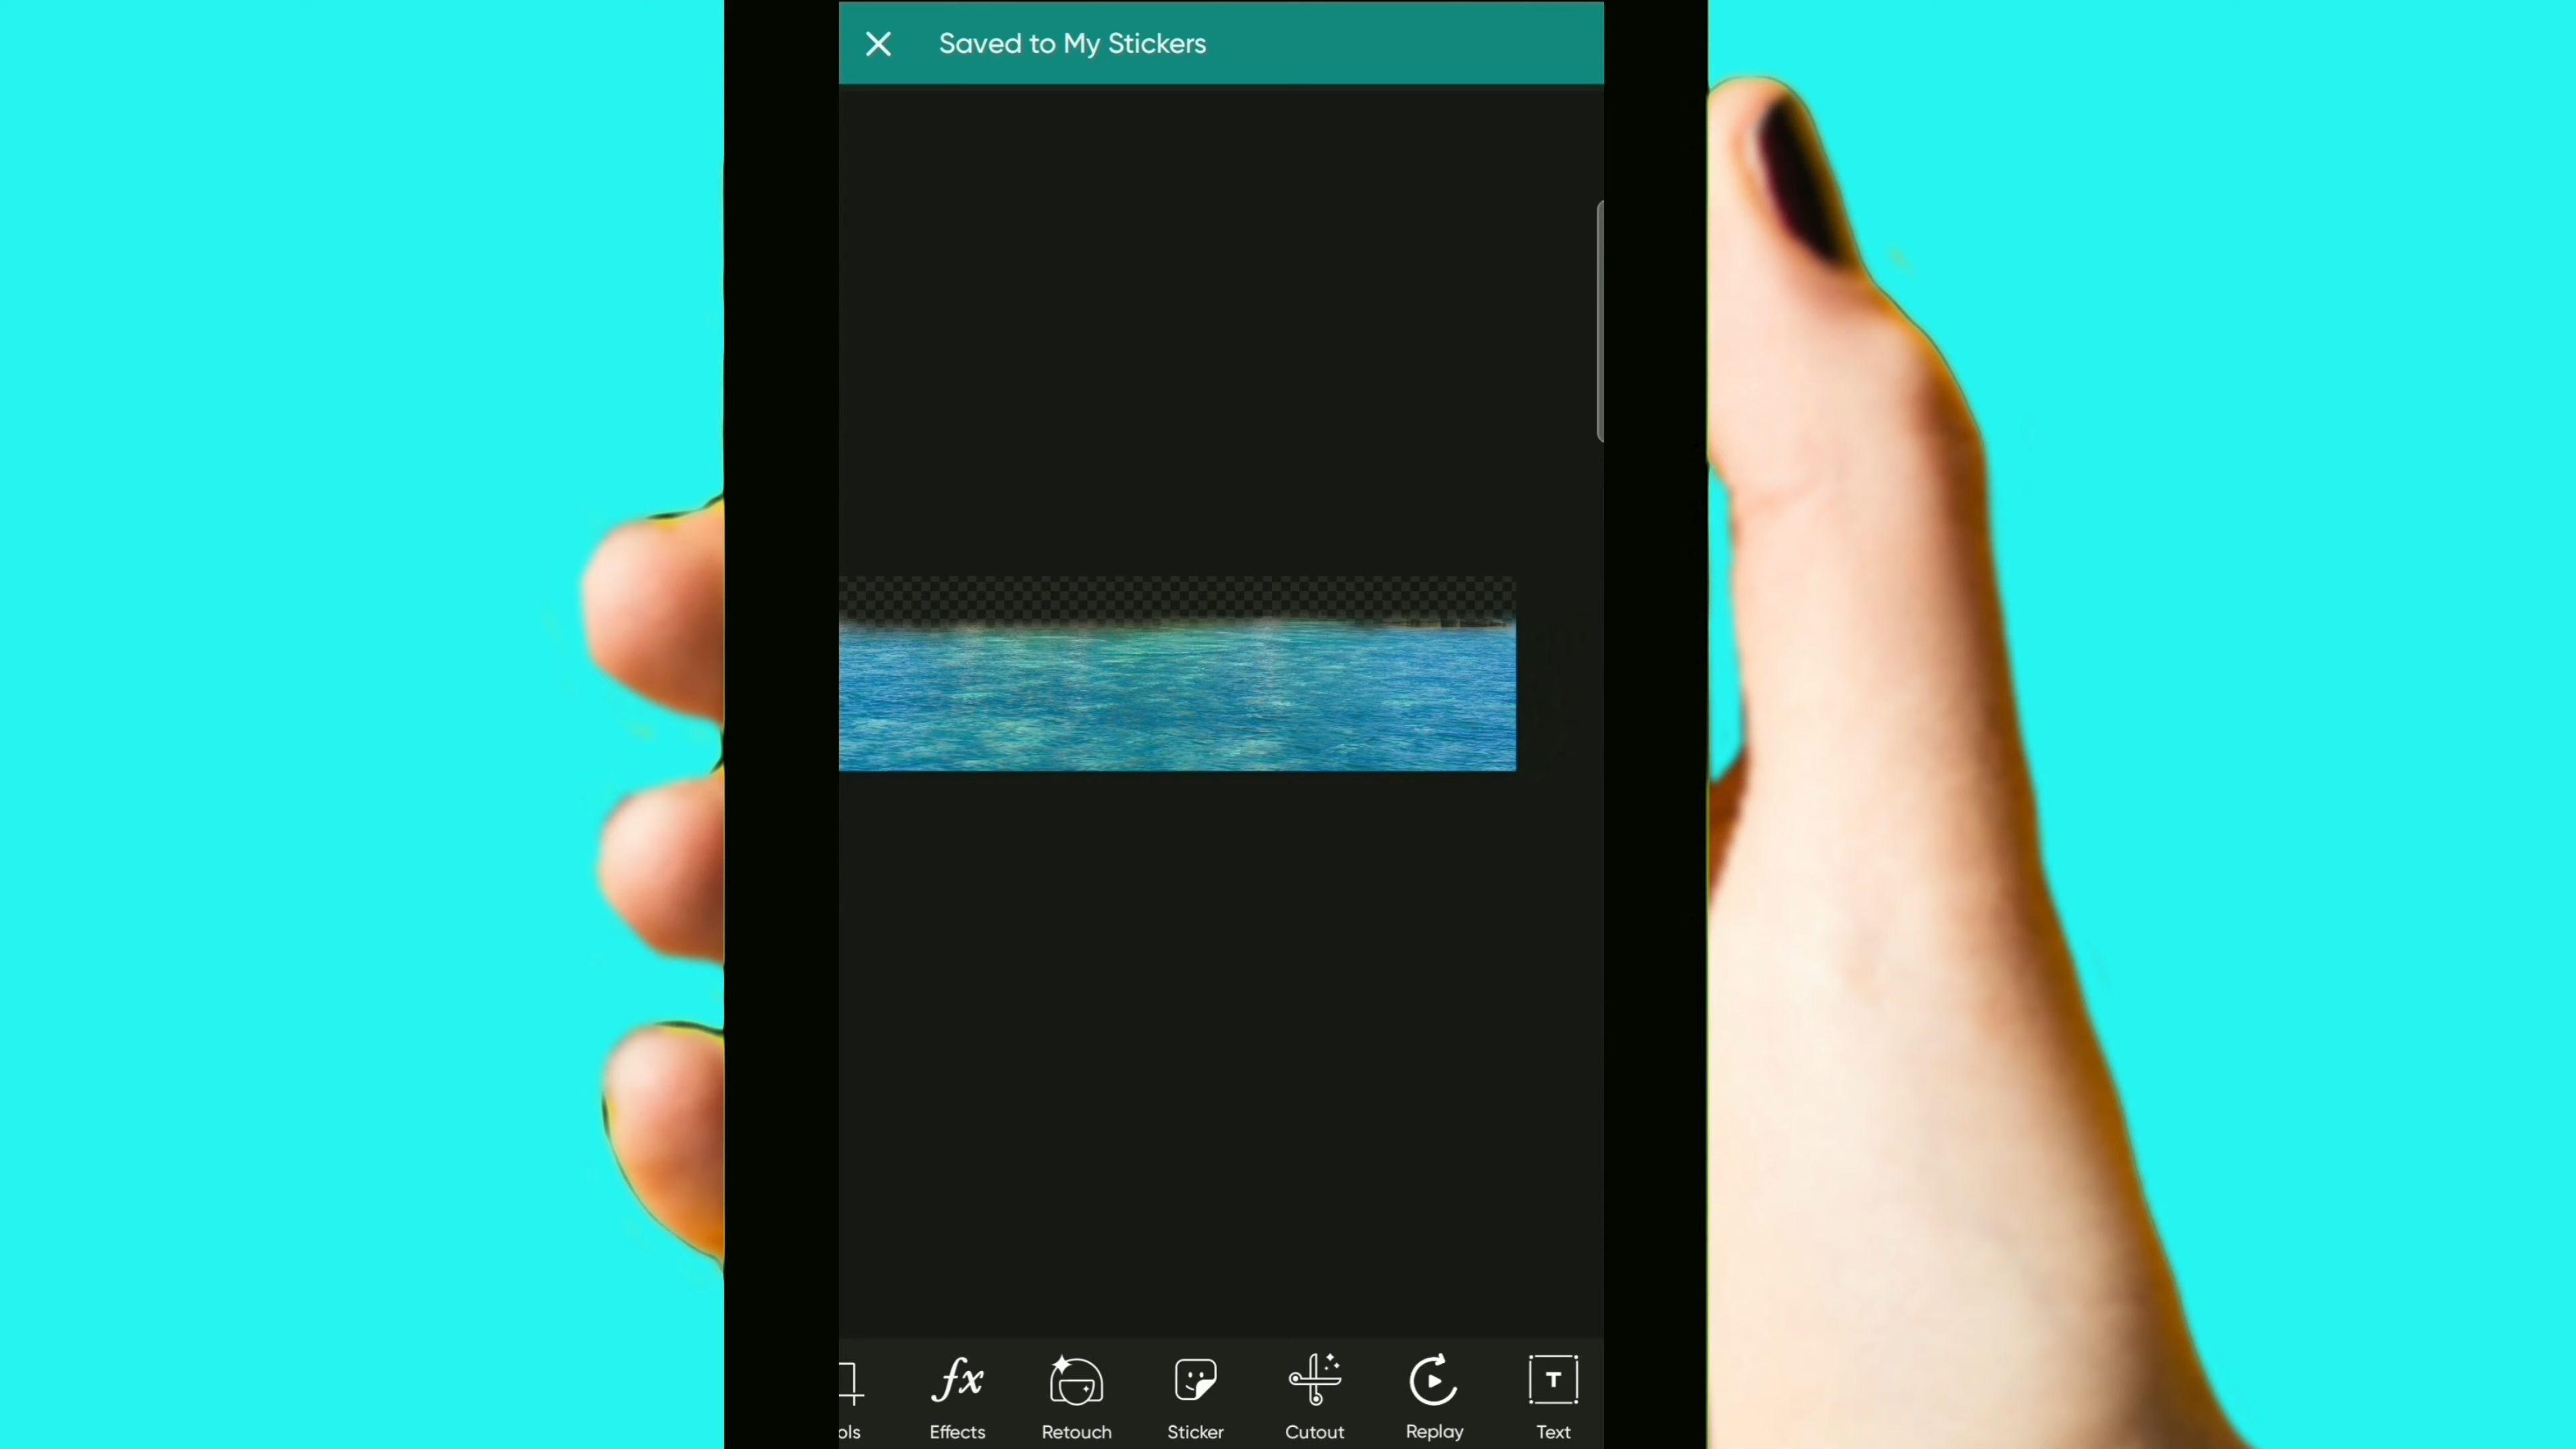 Saved to My Stickers
ols
Effects
Retouch
Sticker
Cutout
Replay
Text
T